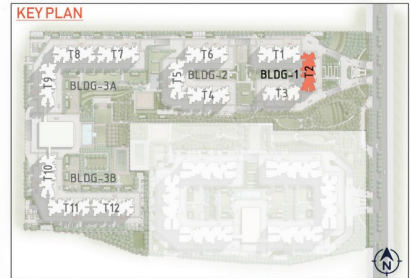 KEY PLAN
T8 T7 T6 T1
T9 BLDG-3A T5 BLDG-2 BLDG-1 T2
T4 T3
T10 BLDG-3B
T11 T12
N